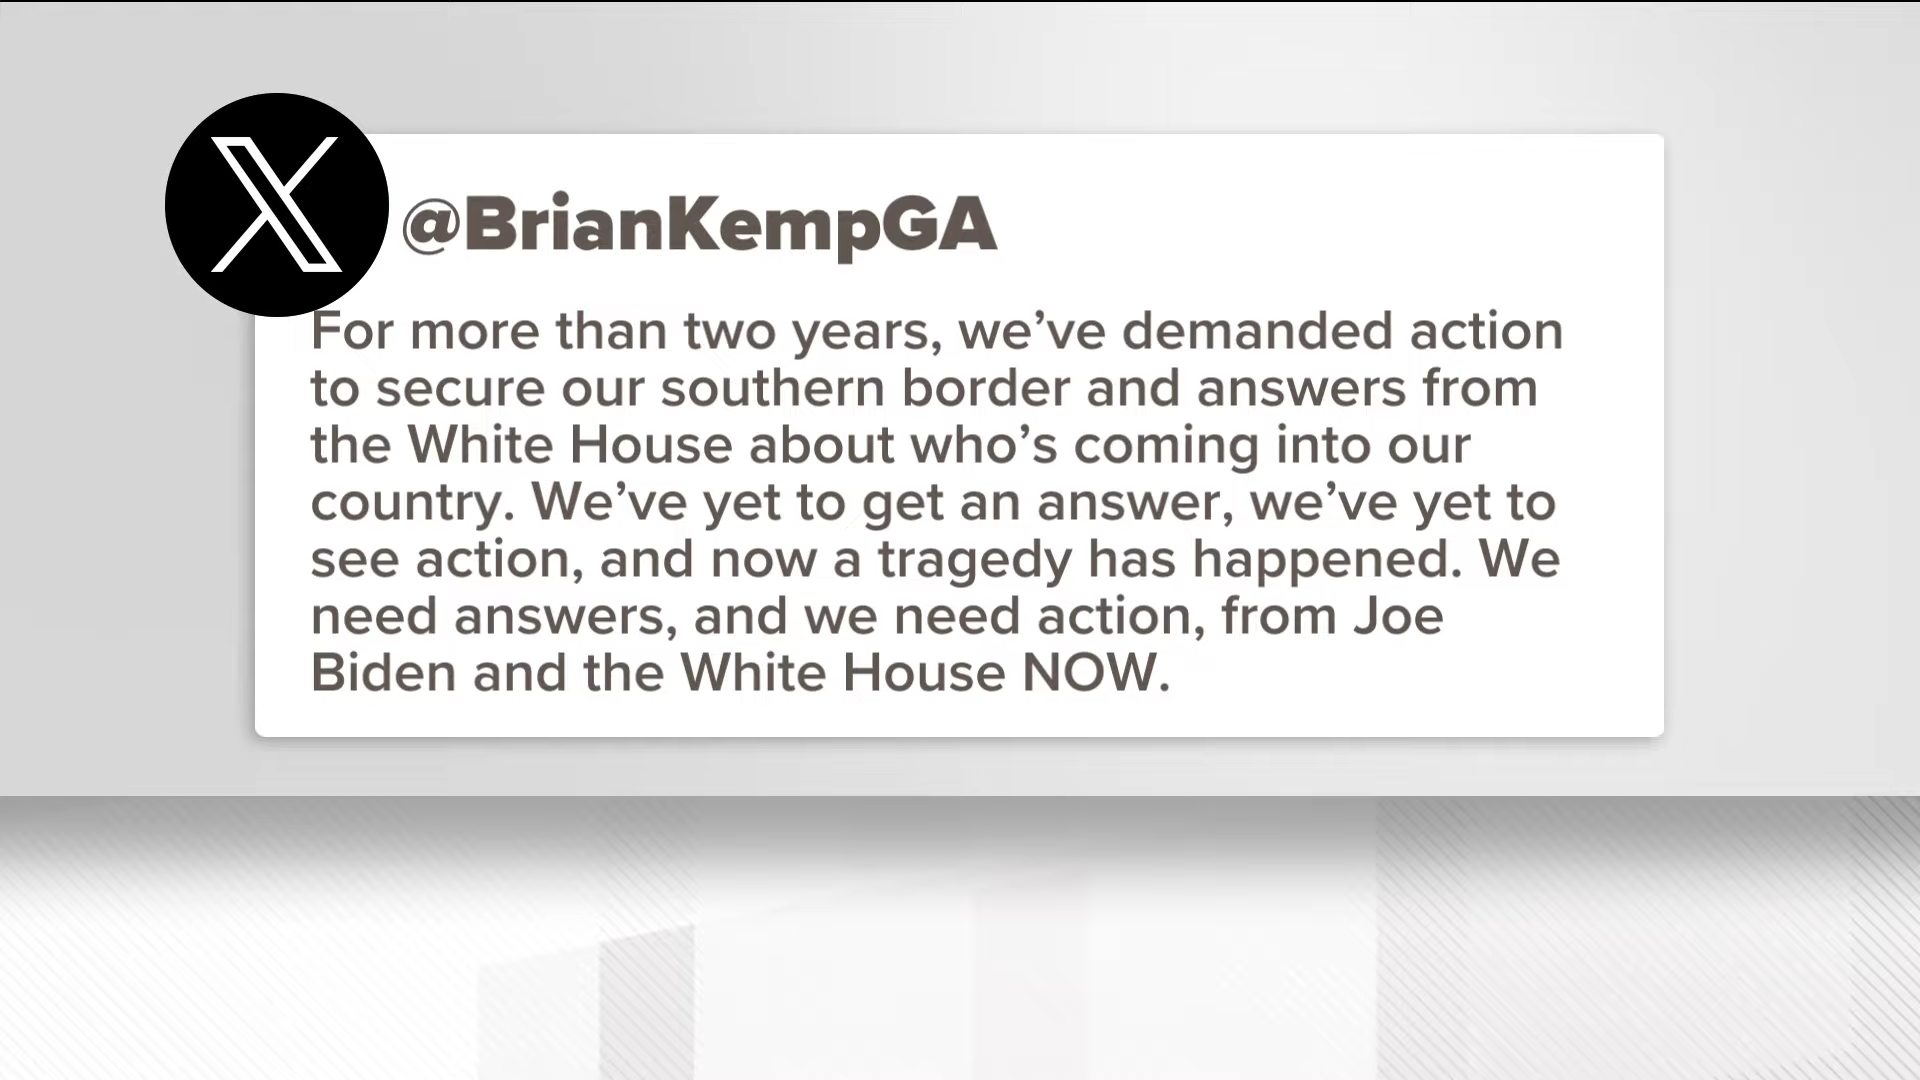 @BrianKempGA
For more than two years, we’ve demanded action
to secure our southern border and answers from
the White House about who’s coming into our
country. We’ve yet to get an answer, we’ve yet to
see action, and now a tragedy has happened. We
need answers, and we need action, from Joe
Biden and the White House NOW.